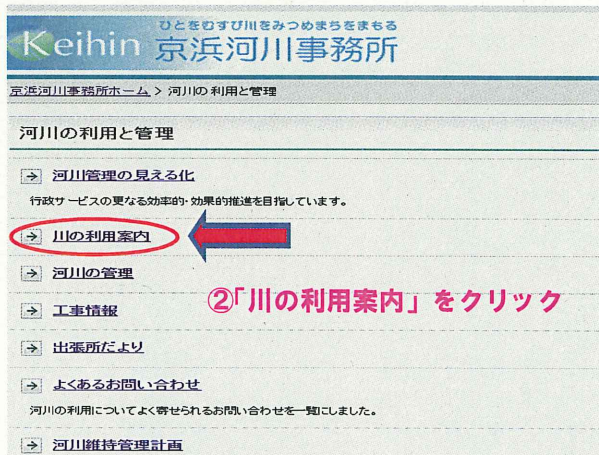 ひとをむすび川をみつめまちをまもる
Keihin 京浜河川事務所
京浜河川事務所ホーム > 河川の利用と管理
河川の利用と管理
河川管理の見える化
行政サービスの更なる効率的・効果的推進を目指しています。
川の利用案内
河川の管理
②「川の利用案内」をクリック
工事情報
出張所だより
よくあるお問い合わせ
河川の利用についてよく寄せられるお問い合わせを一覧にしました。
河川維持管理計画